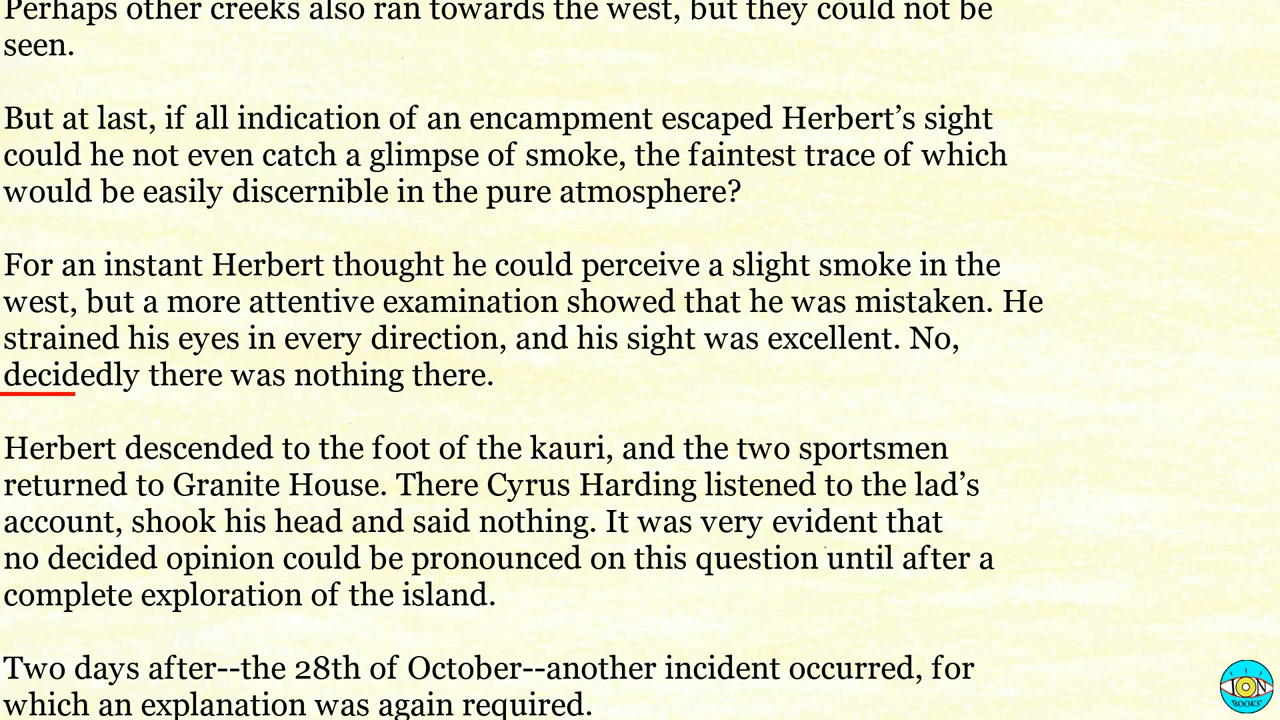 Perhaps other creeks also ran towards the west, but they could not be
seen.
But at last, if all indication of an encampment escaped Herbert’s sight
could he not even catch a glimpse of smoke, the faintest trace of which
would be easily discernible in the pure atmosphere?
For an instant Herbert thought he could perceive a slight smoke in the
west, but a more attentive examination showed that he was mistaken. He
strained his eyes in every direction, and his sight was excellent. No,
decidedly there was nothing there.
Herbert descended to the foot of the kauri, and the two sportsmen
returned to Granite House. There Cyrus Harding listened to the lad’s
account, shook his head and said nothing. It was very evident that
no decided opinion could be pronounced on this question until after a
complete exploration of the island.
Two days after--the 28th of October--another incident occurred, for
which an explanation was again required.
ION
BOOKS